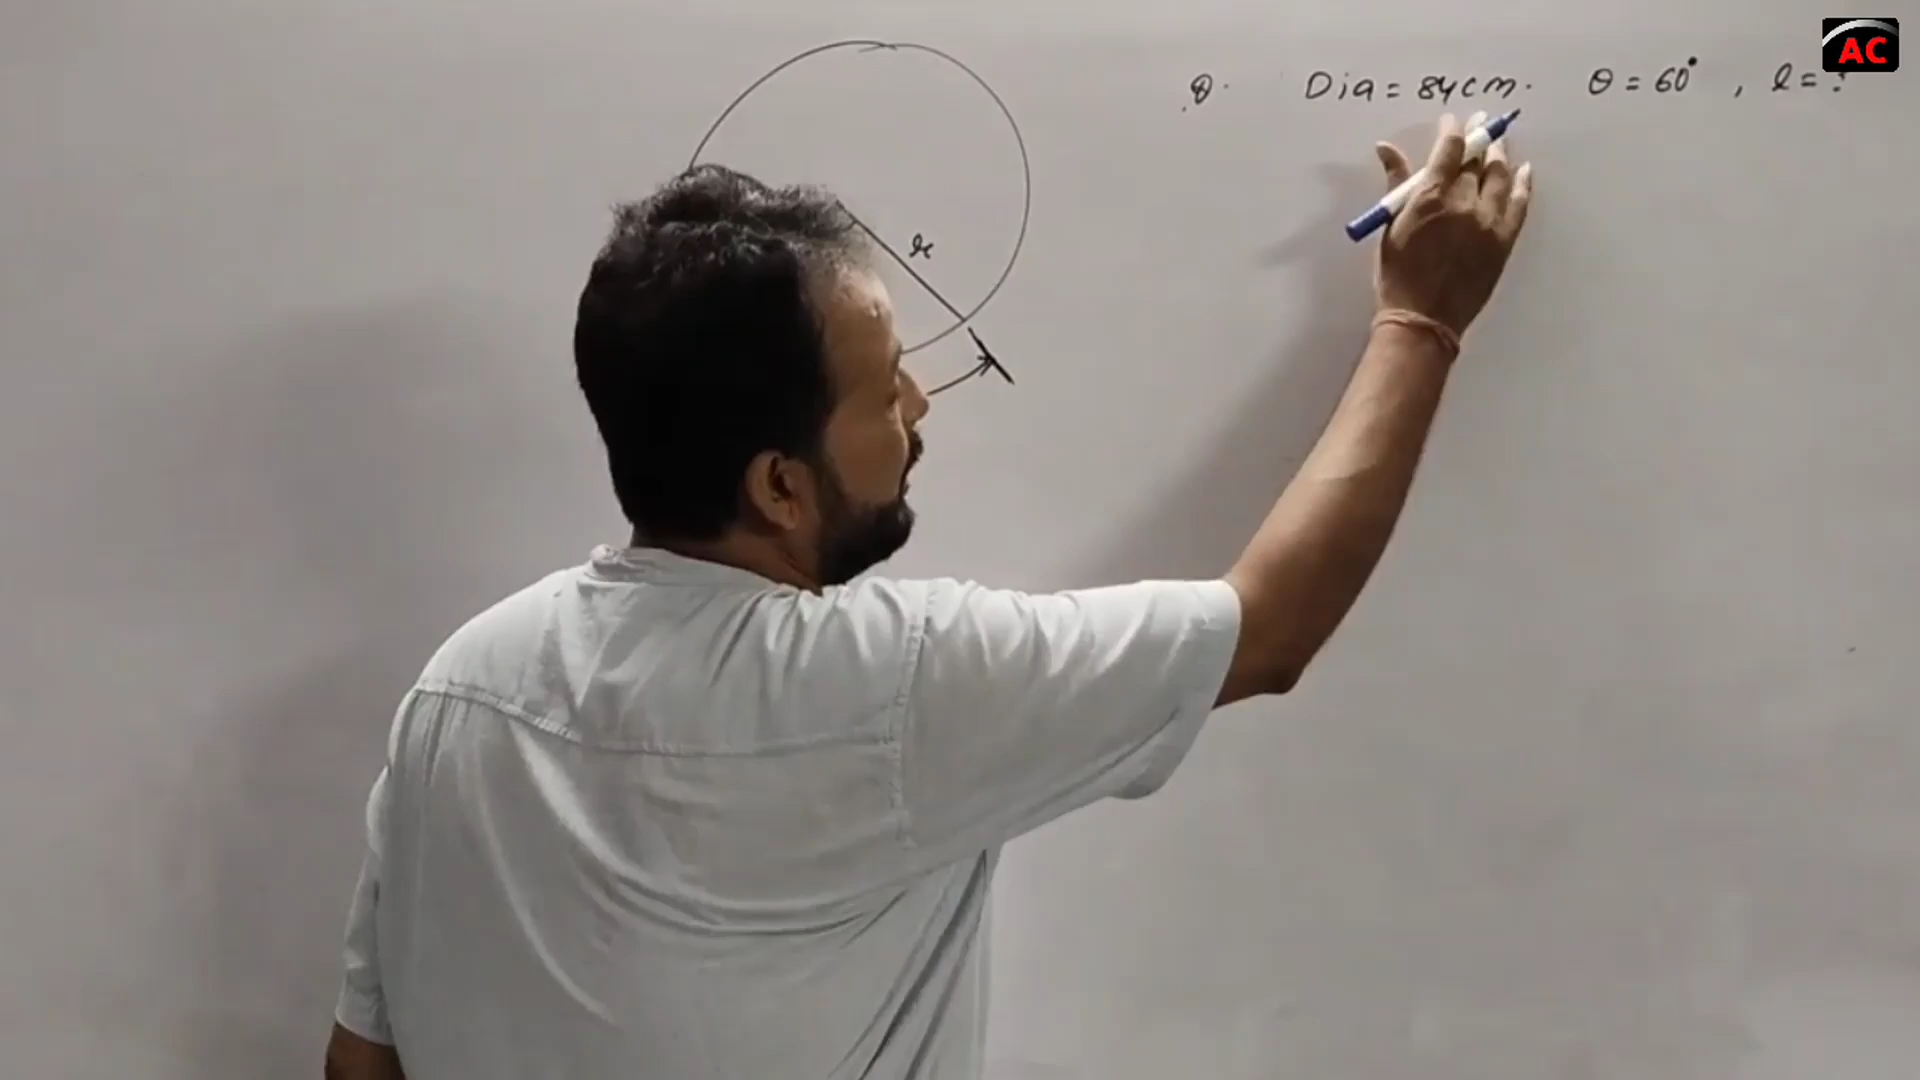 AC
Q. Dia = 84cm. θ = 60° , l = ?
r